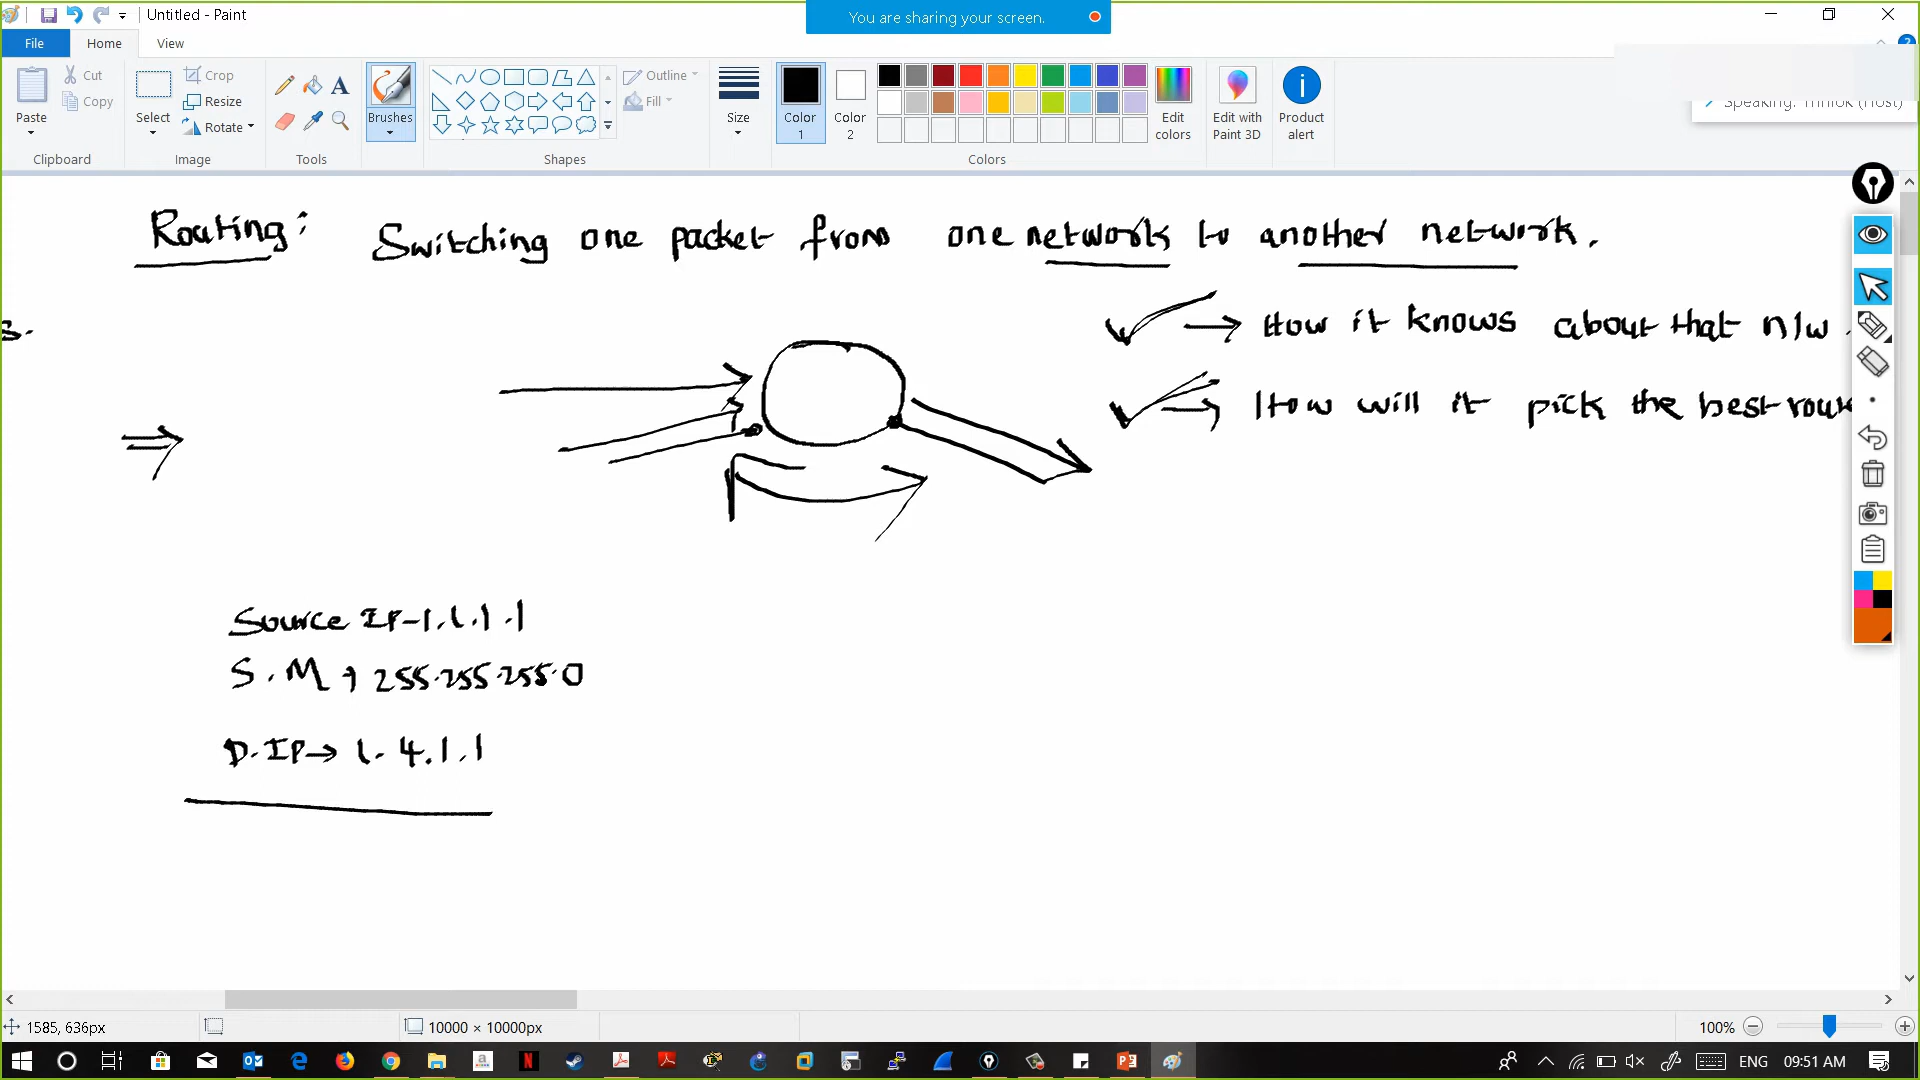 Untitled - Paint
You are sharing your screen.
File
Home
View
Paste
Cut
Copy
Clipboard
Select
Crop
Resize
Rotate
Image
Tools
Brushes
Outline
Fill
Shapes
Size
Color 1
Color 2
Edit colors
Edit with Paint 3D
Product alert
Colors
Speaking:
(Host)
Routing: Switching one packet from one network to another network.
s.
→ How it knows about that n/w.
→ How will it pick the best route
Source IP-1.1.1.1
S.M → 255.255.255.0
D.IP → 1.4.1.1
1585, 636px
10000 × 10000px
100%
ENG
09:51 AM